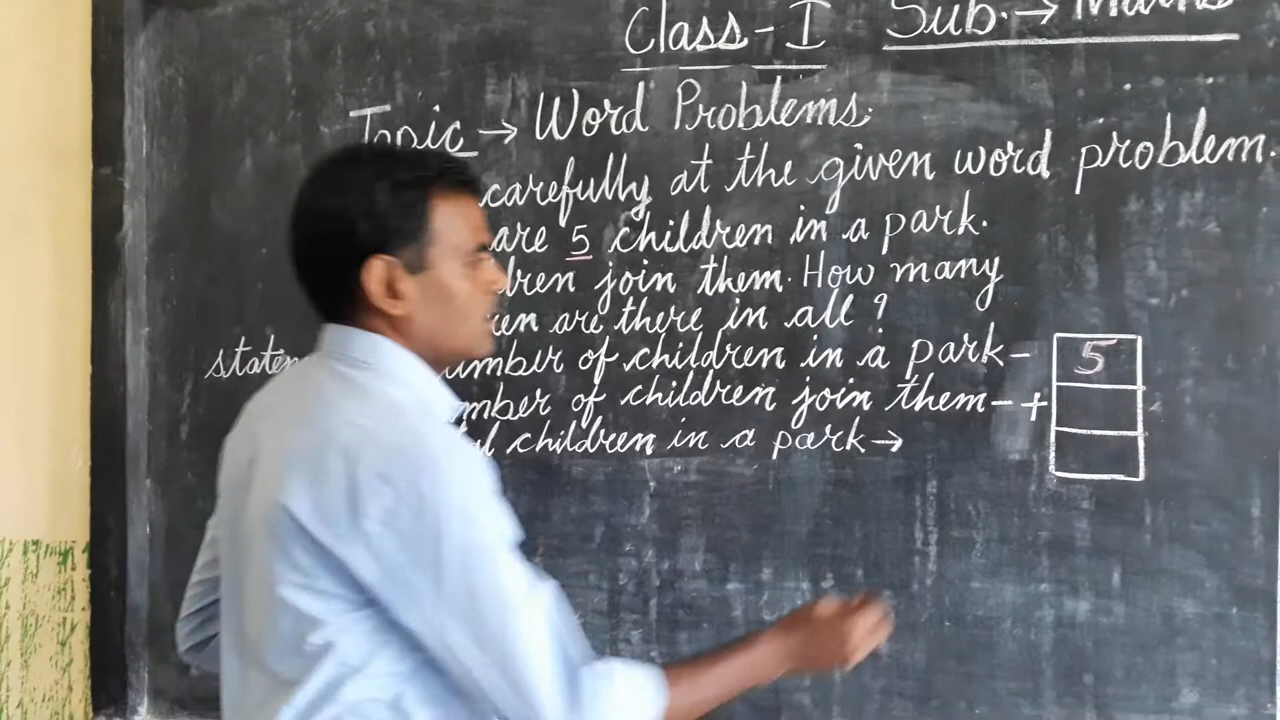 Class-I Sub.→ Maths
Topic → Word Problems.
carefully at the given word problem.
are 5 children in a park.
join them. How many
are there in all ?
of children in a park- 5
of children join them- +
children in a park→